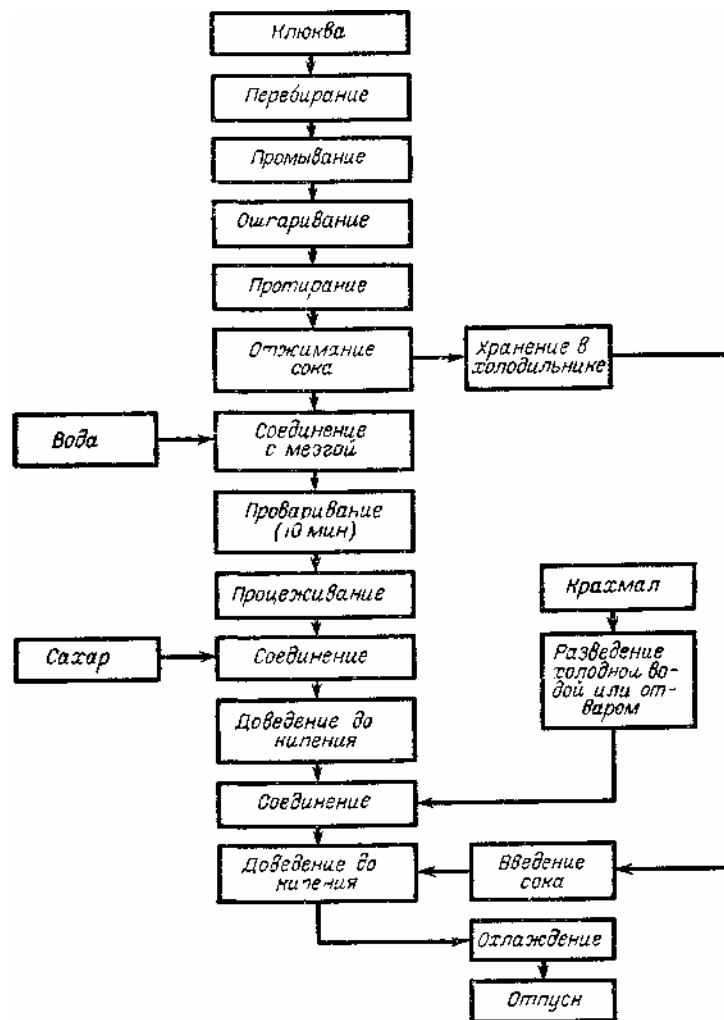 Клюква
Перебирание
Промывание
Ошпаривание
Протирание
Отжимание
сока
Хранение в
холодильнике
Вода
Соединение
с мезгой
Проваривание
(10 мин)
Процеживание
Крахмал
Сахар
Соединение
Разведение
холодной во-
дой или от-
варом
Доведение до
кипения
Соединение
Доведение до
кипения
Введение
сока
Охлаждение
Отпуск